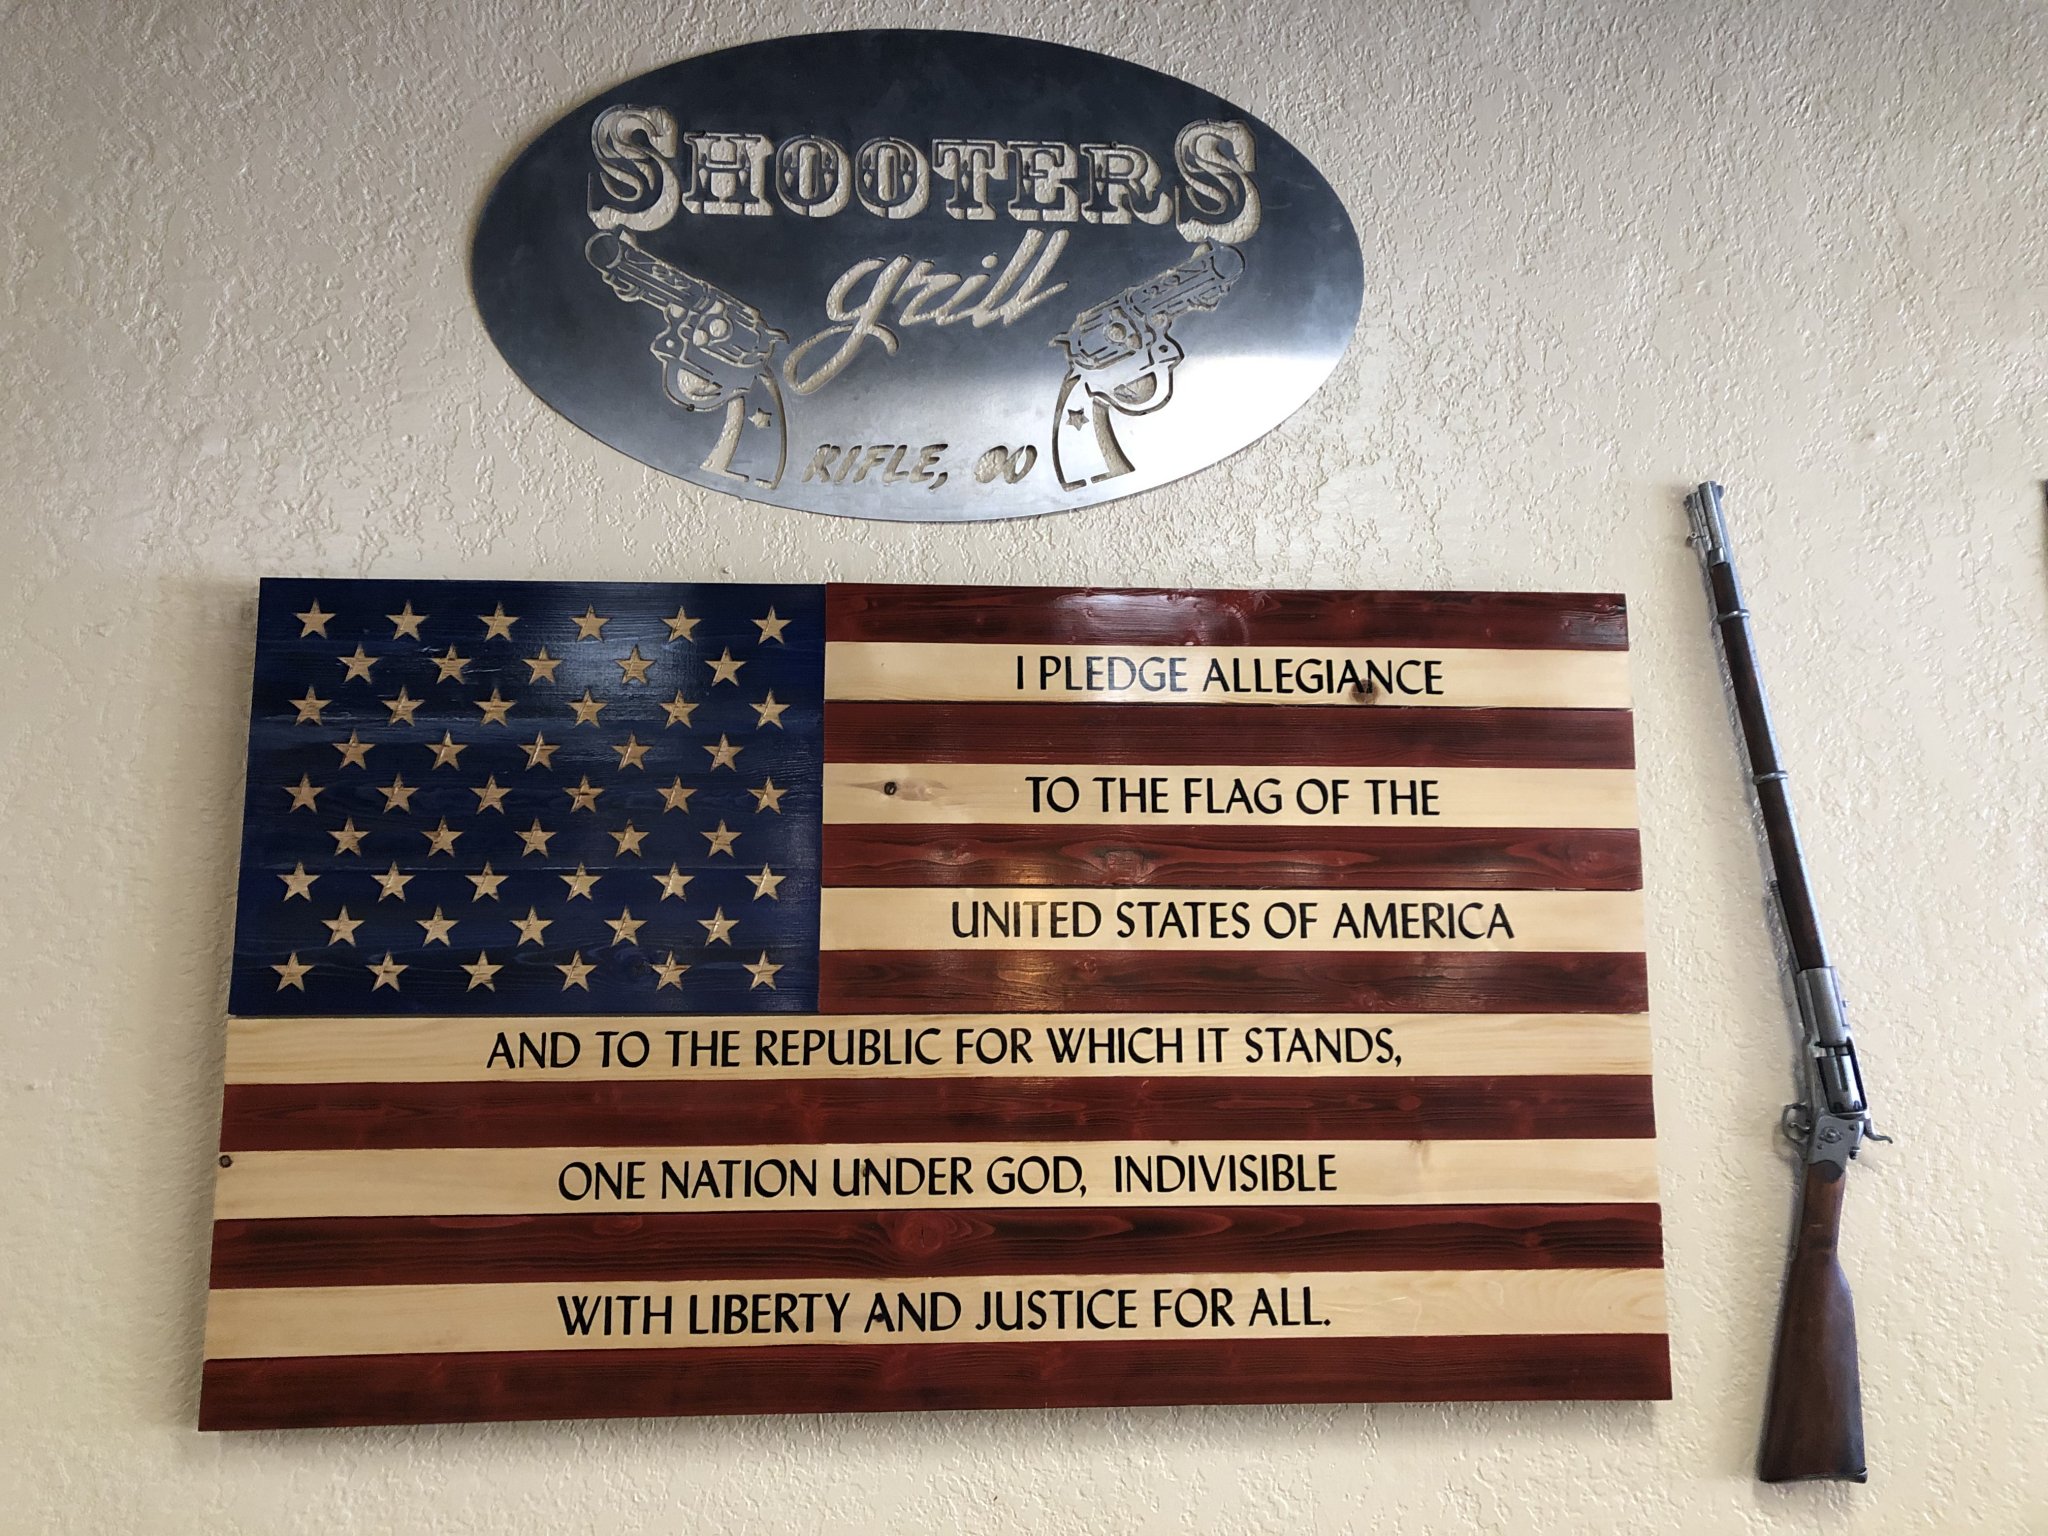 SHOOTERS
grill
RIFLE, CO
I PLEDGE ALLEGIANCE
TO THE FLAG OF THE
UNITED STATES OF AMERICA
AND TO THE REPUBLIC FOR WHICH IT STANDS,
ONE NATION UNDER GOD, INDIVISIBLE
WITH LIBERTY AND JUSTICE FOR ALL.